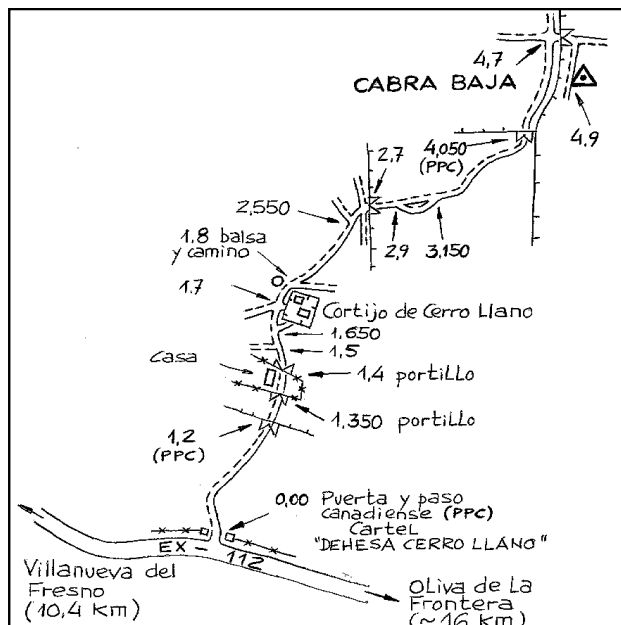 4,7
CABRA BAJA
4,9
4,050
(PPC)
2,7
2,550
2,9
3,150
1,8 balsa
y camino
1.7
Cortijo de Cerro Llano
1,650
1,5
Casa
1,4 portillo
1,350 portillo
1,2
(PPC)
0,00 Puerta y paso
canadiense (PPC)
Cartel
"DEHESA CERRO LLANO"
EX-112
Villanueva del
Fresno
(10,4 Km)
OLiva de La
Frontera
(~16 Km)